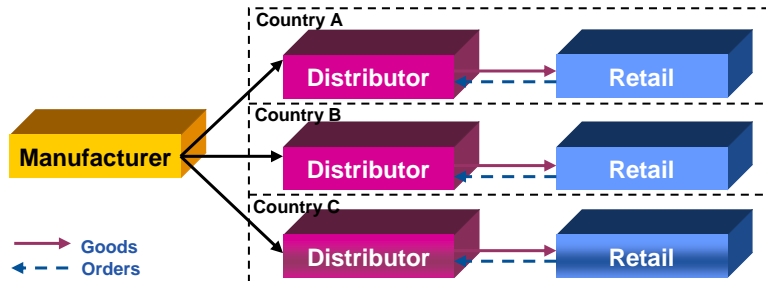 Country A
Distributor
Retail
Country B
Manufacturer
Distributor
Retail
Country C
Goods
Orders
Distributor
Retail